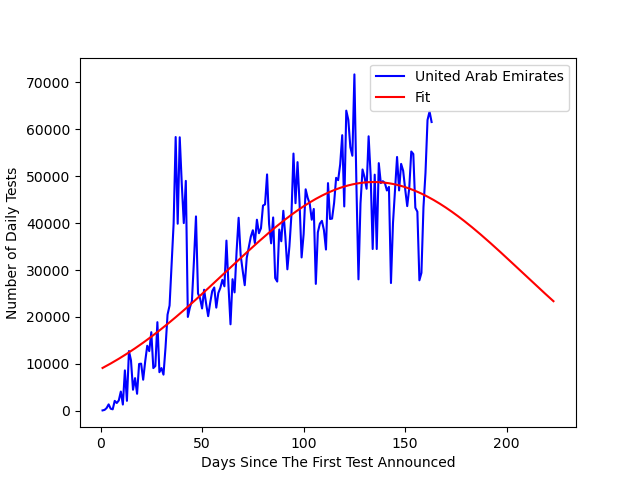 United Arab Emirates
Fit
70000
60000
50000
40000
30000
20000
10000
0
Number of Daily Tests
0 50 100 150 200
Days Since The First Test Announced